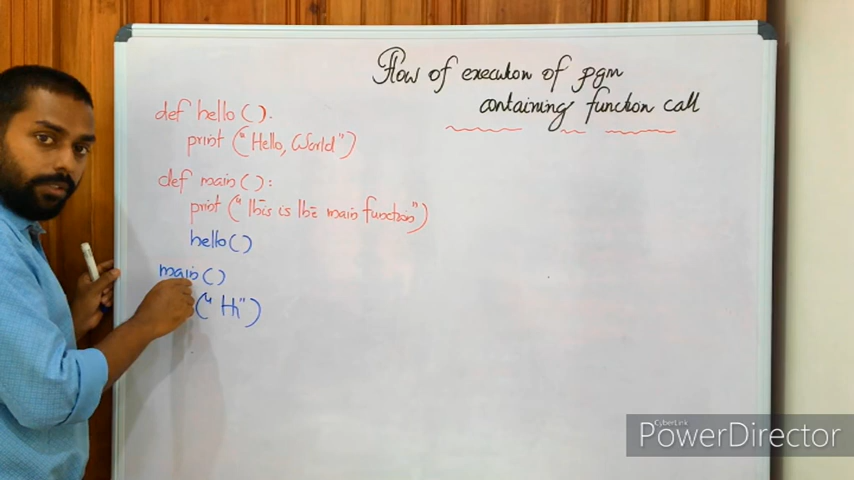 Flow of execution of pgm
containing function call
def hello().
print ("Hello, World")
def main():
print ("This is the main function")
hello()
main()
("Hi")
CyberLink
PowerDirector